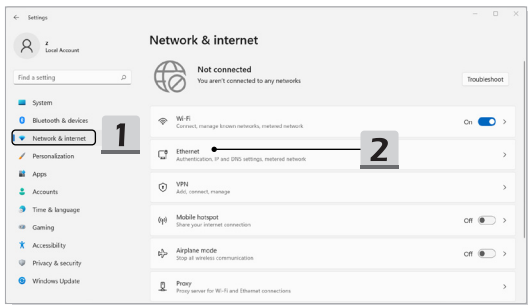 Settings
z
Local Account
Find a setting
System
Bluetooth & devices
Network & internet
Personalization
Apps
Accounts
Time & language
Gaming
Accessibility
Privacy & security
Windows Update
1
Network & internet
Not connected
You aren't connected to any networks
Troubleshoot
Wi-Fi
Connect, manage known networks, metered network
On
Ethernet
Authentication, IP and DNS settings, metered network
2
VPN
Add, connect, manage
Mobile hotspot
Share your internet connection
Off
Airplane mode
Stop all wireless communication
Off
Proxy
Proxy server for Wi-Fi and Ethernet connections